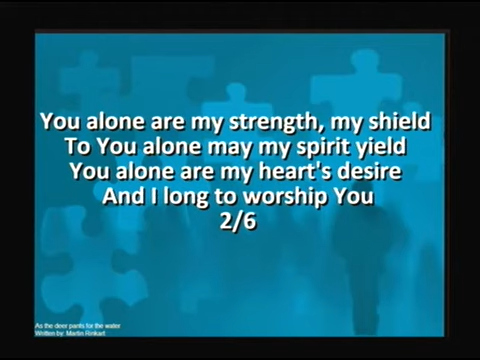 You alone are my strength, my shield
To You alone may my spirit yield
You alone are my heart's desire
And I long to worship You
2/6
As the deer pants for the water
Written by: Martin Rinkart